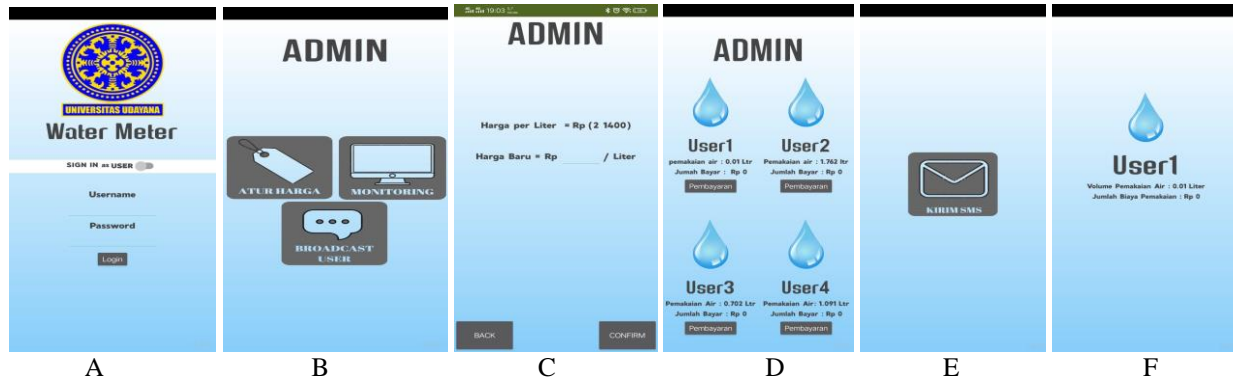 UNIVERSITAS UDAYANA
Water Meter
SIGN IN as USER
Username
Password
Login
A
ADMIN
ATUR HARGA
MONITORING
BROADCAST
USER
B
19:03
ADMIN
Harga per Liter = Rp (2 1400)
Harga Baru = Rp / Liter
BACK
CONFIRM
C
ADMIN
User1
pemakaian air : 0.01 Ltr
Jumah Bayar : Rp 0
Pembayaran
User2
Pemakaian Air : 1.762 ltr
Jumlah Bayar : Rp 0
Pembayaran
User3
Pemakaian Air : 0.702 Ltr
Jumlah Bayar : Rp 0
Pembayaran
User4
Pemakaian Air: 1.091 Ltr
Jumlah Bayar : Rp 0
Pembayaran
D
KIRIM SMS
E
User1
Volume Pemakaian Air : 0.01 Liter
Jumlah Biaya Pemakaian : Rp 0
F